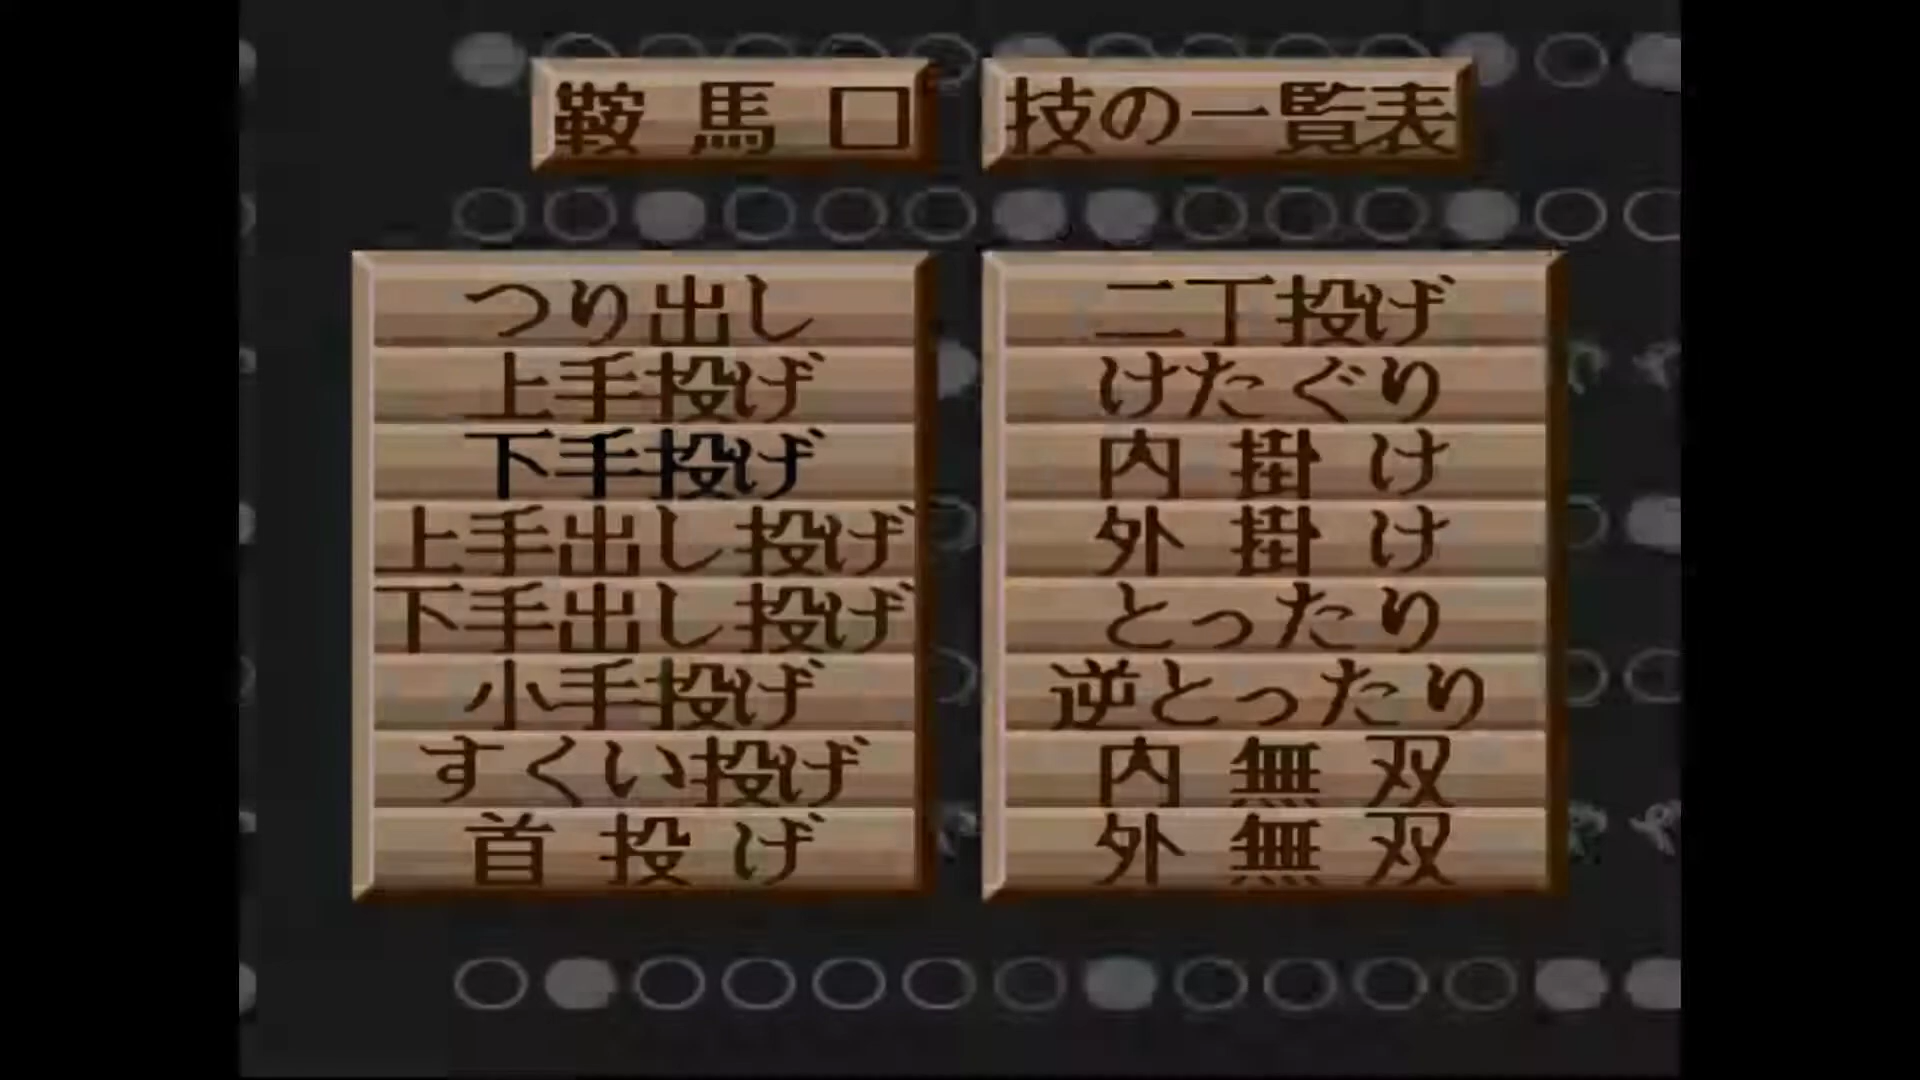 鞍馬口
技の一覧表
つり出し
上手投げ
下手投げ
上手出し投げ
下手出し投げ
小手投げ
すくい投げ
首投げ
二丁投げ
けたぐり
内掛け
外掛け
とったり
逆とったり
内無双
外無双